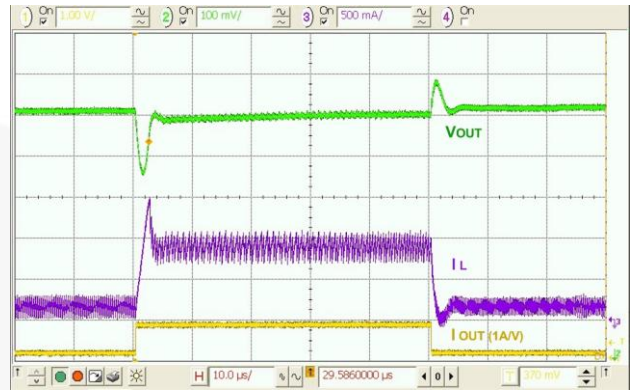 1 On 1.00 V/ 2 On 100 mV/ 3 On 500 mA/ 4 On
VOUT
IL
IOUT (1A/V)
H 10.0 µs/ 29.5860000 µs 0 T 370 mV